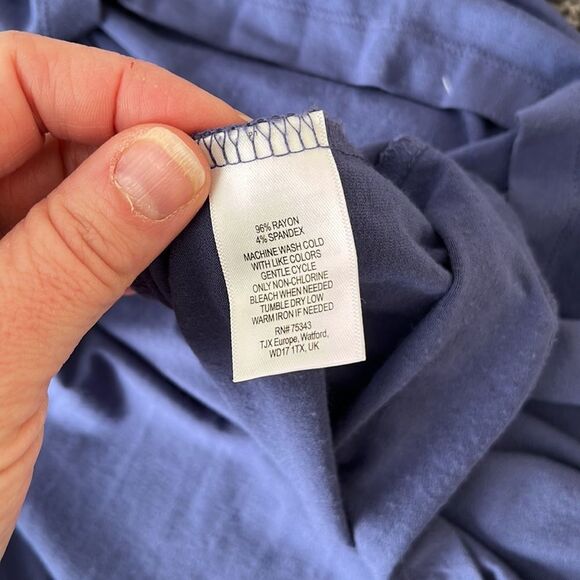 96% RAYON
4% SPANDEX
MACHINE WASH COLD
WITH LIKE COLORS
GENTLE CYCLE
ONLY NON-CHLORINE
BLEACH WHEN NEEDED
TUMBLE DRY LOW
WARM IRON IF NEEDED
RN# 75343
TJX Europe, Watford,
WD17 1TX, UK